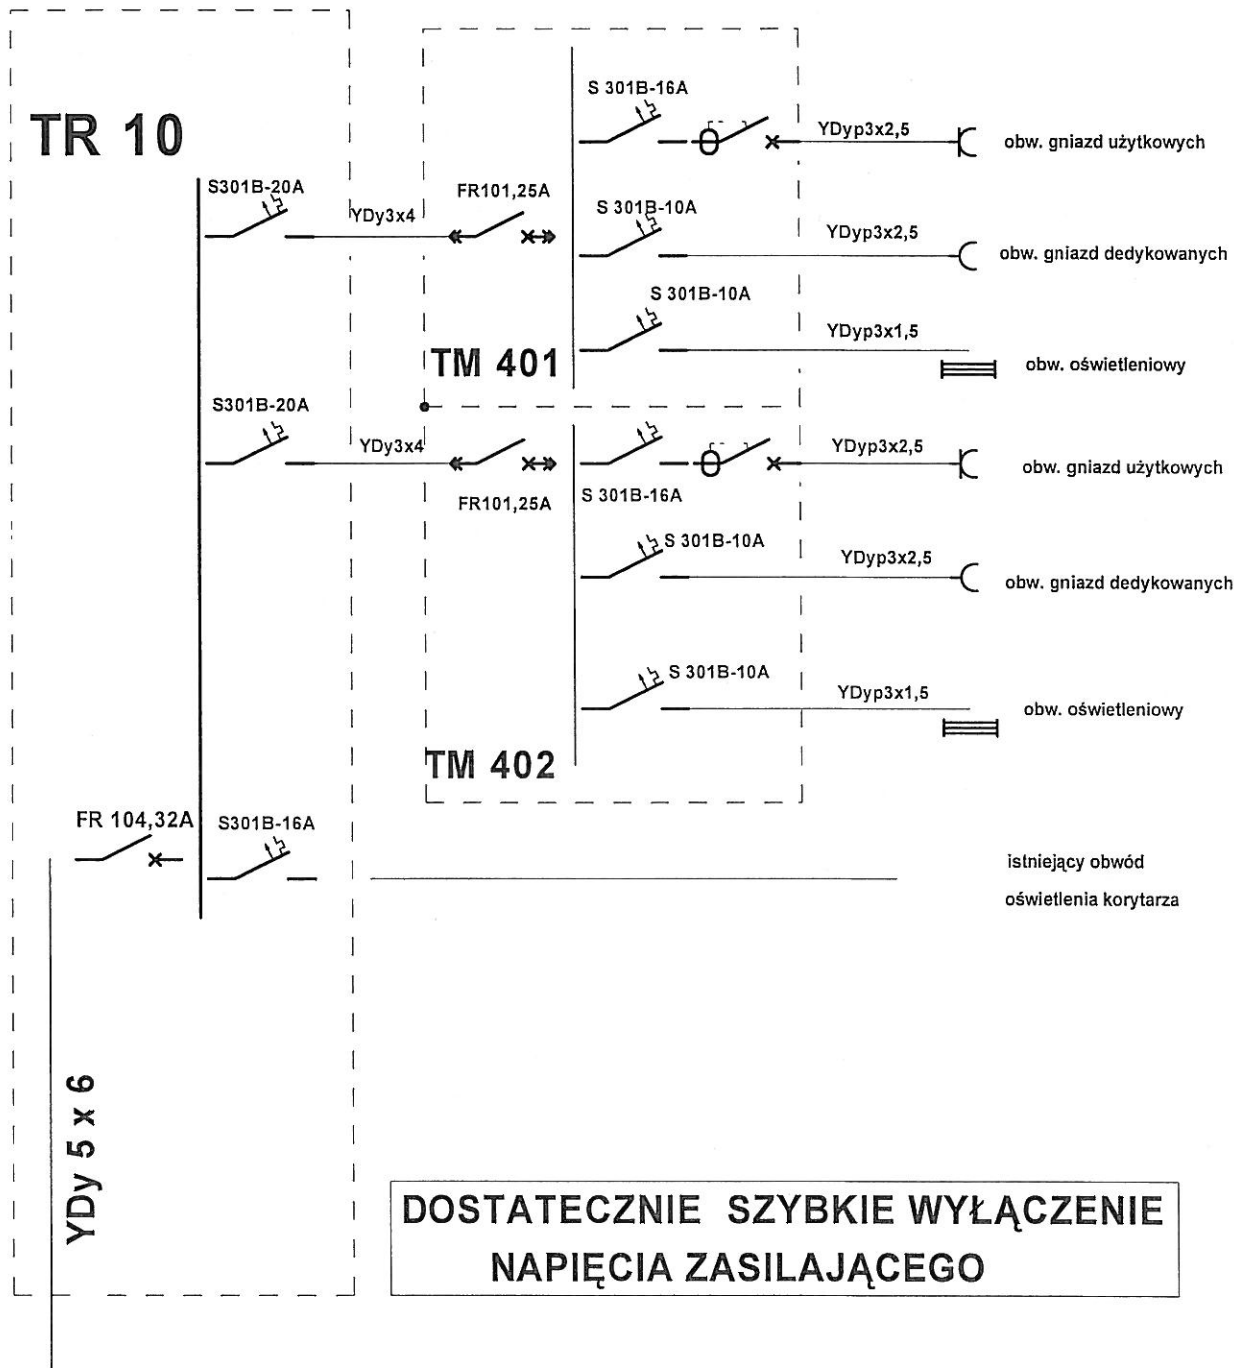 TR 10
S301B-20A
YDy3x4
FR101,25A
S 301B-16A
YDyp3x2,5
obw. gniazd użytkowych
S 301B-10A
YDyp3x2,5
obw. gniazd dedykowanych
S 301B-10A
YDyp3x1,5
obw. oświetleniowy
TM 401
S301B-20A
YDy3x4
FR101,25A
S 301B-16A
YDyp3x2,5
obw. gniazd użytkowych
S 301B-10A
YDyp3x2,5
obw. gniazd dedykowanych
S 301B-10A
YDyp3x1,5
obw. oświetleniowy
TM 402
FR 104,32A
S301B-16A
istniejący obwód
oświetlenia korytarza
YDy 5 x 6
DOSTATECZNIE SZYBKIE WYŁĄCZENIE
NAPIĘCIA ZASILAJĄCEGO